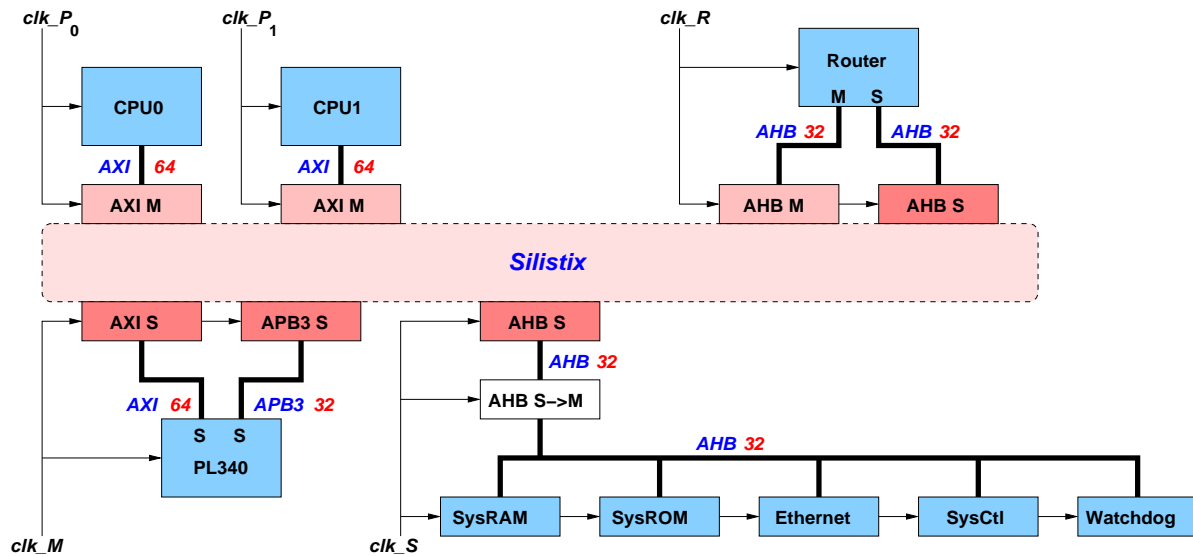 clk_P0 clk_P1 clk_R
CPU0 CPU1 Router
M S
AXI 64 AXI 64 AHB 32 AHB 32
AXI M AXI M AHB M AHB S
Silistix
AXI S APB3 S AHB S
AHB 32
AXI 64 APB3 32 AHB S->M
S S
PL340 AHB 32
SysRAM SysROM Ethernet SysCtl Watchdog
clk_M clk_S